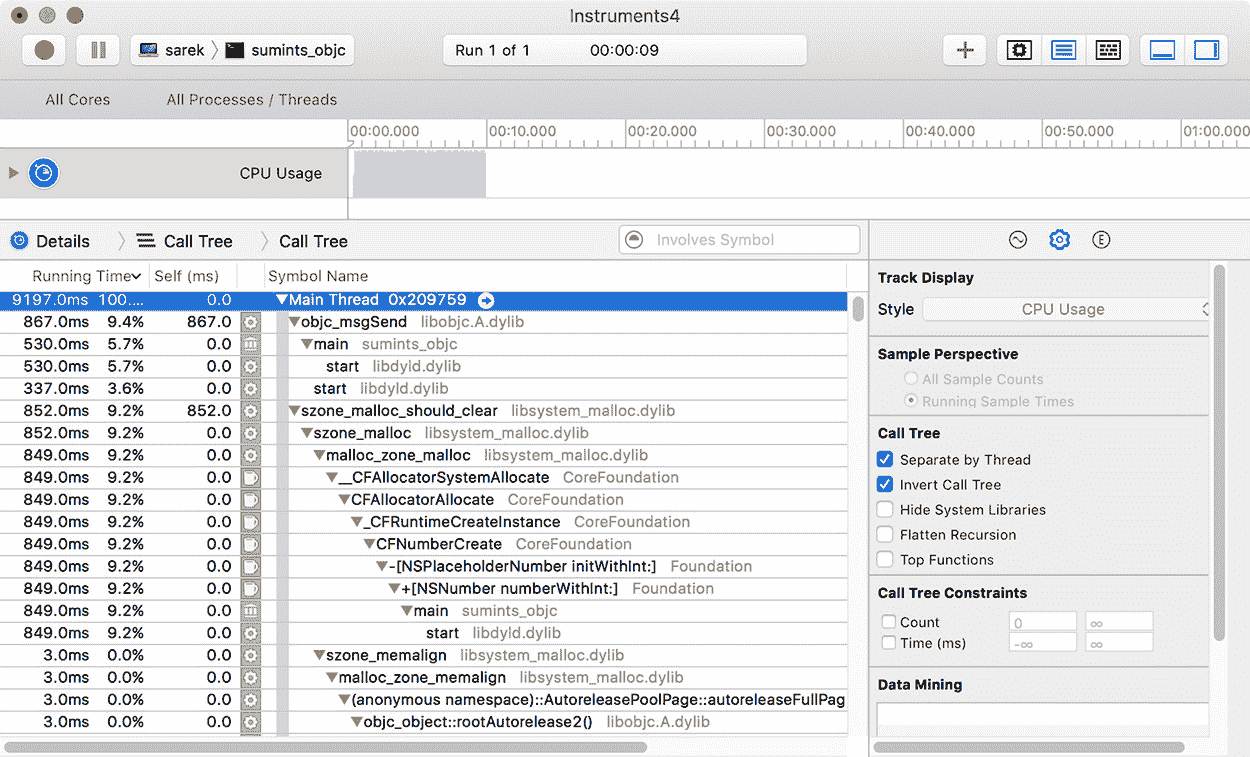 Instruments4
sarek sumints_objc Run 1 of 1 00:00:09
All Cores All Processes / Threads
00:00.000 00:10.000 00:20.000 00:30.000 00:40.000 00:50.000 01:00.000
CPU Usage
Details Call Tree Call Tree Involves Symbol
Running Time Self (ms) Symbol Name
9197.0ms 100.... 0.0 Main Thread 0x209759
867.0ms 9.4% 867.0 objc_msgSend libobjc.A.dylib
530.0ms 5.7% 0.0 main sumints_objc
530.0ms 5.7% 0.0 start libdyld.dylib
337.0ms 3.6% 0.0 start libdyld.dylib
852.0ms 9.2% 852.0 szone_malloc_should_clear libsystem_malloc.dylib
852.0ms 9.2% 0.0 szone_malloc libsystem_malloc.dylib
849.0ms 9.2% 0.0 malloc_zone_malloc libsystem_malloc.dylib
849.0ms 9.2% 0.0 __CFAllocatorSystemAllocate CoreFoundation
849.0ms 9.2% 0.0 CFAllocatorAllocate CoreFoundation
849.0ms 9.2% 0.0 _CFRuntimeCreateInstance CoreFoundation
849.0ms 9.2% 0.0 CFNumberCreate CoreFoundation
849.0ms 9.2% 0.0 -[NSPlaceholderNumber initWithInt:] Foundation
849.0ms 9.2% 0.0 +[NSNumber numberWithInt:] Foundation
849.0ms 9.2% 0.0 main sumints_objc
849.0ms 9.2% 0.0 start libdyld.dylib
3.0ms 0.0% 0.0 szone_memalign libsystem_malloc.dylib
3.0ms 0.0% 0.0 malloc_zone_memalign libsystem_malloc.dylib
3.0ms 0.0% 0.0 (anonymous namespace)::AutoreleasePoolPage::autoreleaseFullPag
3.0ms 0.0% 0.0 objc_object::rootAutorelease2() libobjc.A.dylib
E
Track Display
Style CPU Usage
Sample Perspective
All Sample Counts
Running Sample Times
Call Tree
Separate by Thread
Invert Call Tree
Hide System Libraries
Flatten Recursion
Top Functions
Call Tree Constraints
Count 0 ∞
Time (ms) -∞ ∞
Data Mining